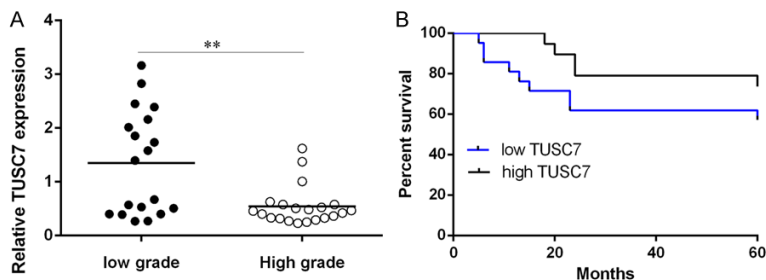 A
Relative TUSC7 expression
4
3
2
1
0
**
low grade
High grade
B
Percent survival
100
80
60
40
20
0
low TUSC7
high TUSC7
0
20
40
60
Months